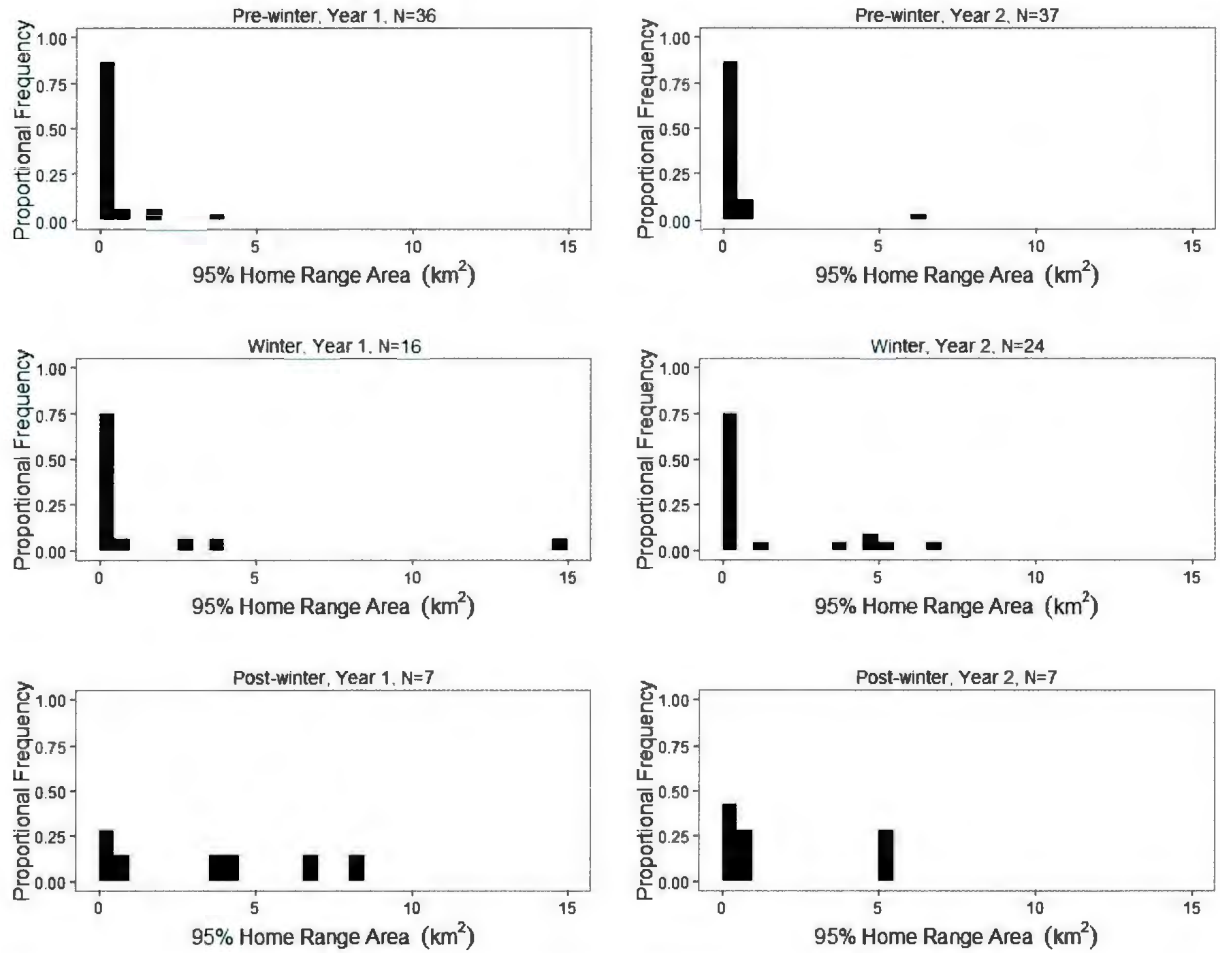 Pre-winter, Year 1, N=36
Proportional Frequency
1.00
0.75
0.50
0.25
0.00
0 5 10 15
95% Home Range Area (km²)
Pre-winter, Year 2, N=37
Proportional Frequency
1.00
0.75
0.50
0.25
0.00
0 5 10 15
95% Home Range Area (km²)
Winter, Year 1, N=16
Proportional Frequency
1.00
0.75
0.50
0.25
0.00
0 5 10 15
95% Home Range Area (km²)
Winter, Year 2, N=24
Proportional Frequency
1.00
0.75
0.50
0.25
0.00
0 5 10 15
95% Home Range Area (km²)
Post-winter, Year 1, N=7
Proportional Frequency
1.00
0.75
0.50
0.25
0.00
0 5 10 15
95% Home Range Area (km²)
Post-winter, Year 2, N=7
Proportional Frequency
1.00
0.75
0.50
0.25
0.00
0 5 10 15
95% Home Range Area (km²)